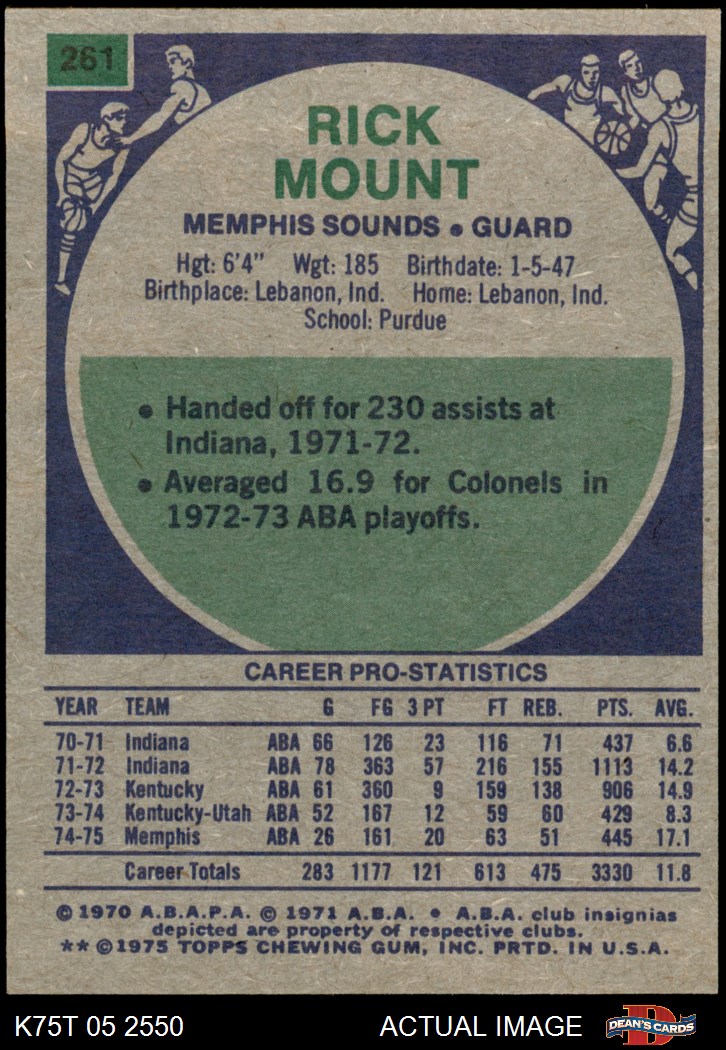 261
RICK
MOUNT
MEMPHIS SOUNDS • GUARD
Hgt: 6'4" Wgt: 185 Birthdate: 1-5-47
Birthplace: Lebanon, Ind. Home: Lebanon, Ind.
School: Purdue
• Handed off for 230 assists at
Indiana, 1971-72.
• Averaged 16.9 for Colonels in
1972-73 ABA playoffs.
CAREER PRO-STATISTICS
YEAR TEAM G FG 3 PT FT REB. PTS. AVG.
70-71 Indiana ABA 66 126 23 116 71 437 6.6
71-72 Indiana ABA 78 363 57 216 155 1113 14.2
72-73 Kentucky ABA 61 360 9 159 138 906 14.9
73-74 Kentucky-Utah ABA 52 167 12 59 60 429 8.3
74-75 Memphis ABA 26 161 20 63 51 445 17.1
Career Totals 283 1177 121 613 475 3330 11.8
© 1970 A.B.A.P.A. © 1971 A.B.A. • A.B.A. club insignias
depicted are property of respective clubs.
** © 1975 TOPPS CHEWING GUM, INC. PRTD. IN U.S.A.
K75T 05 2550 ACTUAL IMAGE D DEAN'S CARDS